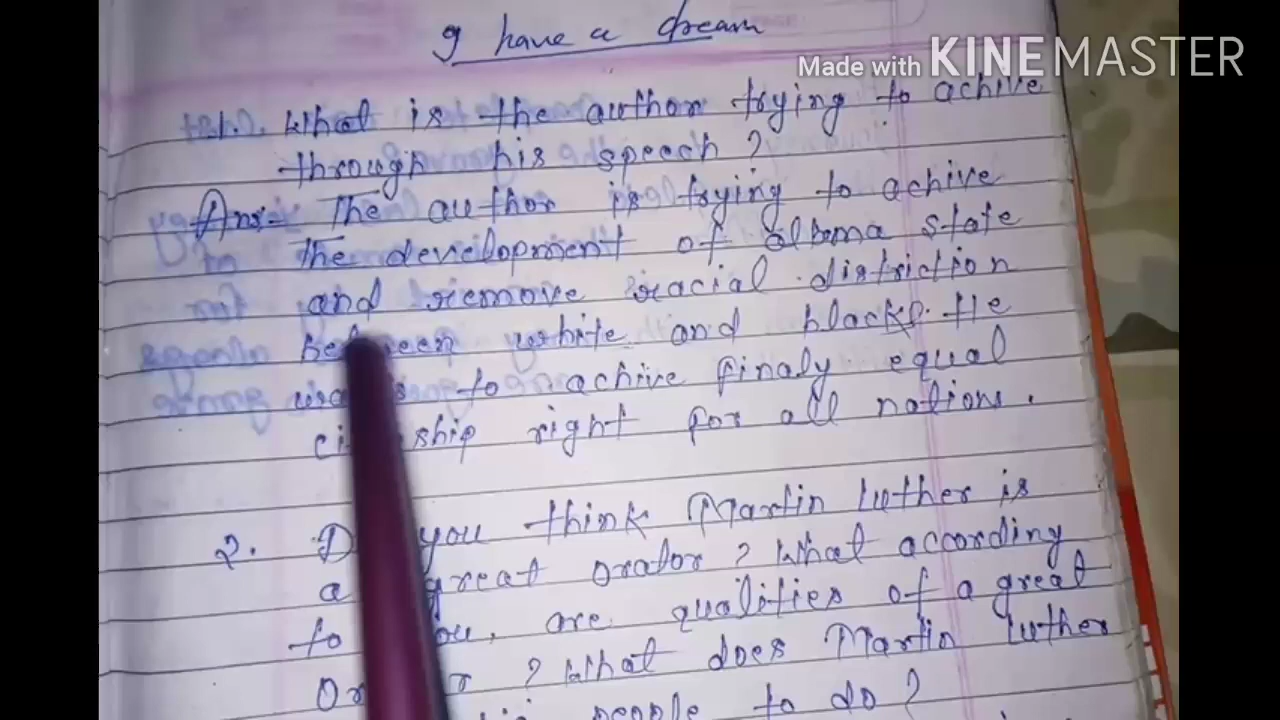 I have a dream
Made with KINEMASTER
1. What is the author trying to achive
through his speech ?
Ans- The author is trying to achive
the development of albama state
and remove racial distriction
between white and blacks. He
to achive finaly equal
right for all nations.
2. you think Martin luther is
a great orator ? What according
to you, are qualities of a great
? What does Martin luther
people to do ?